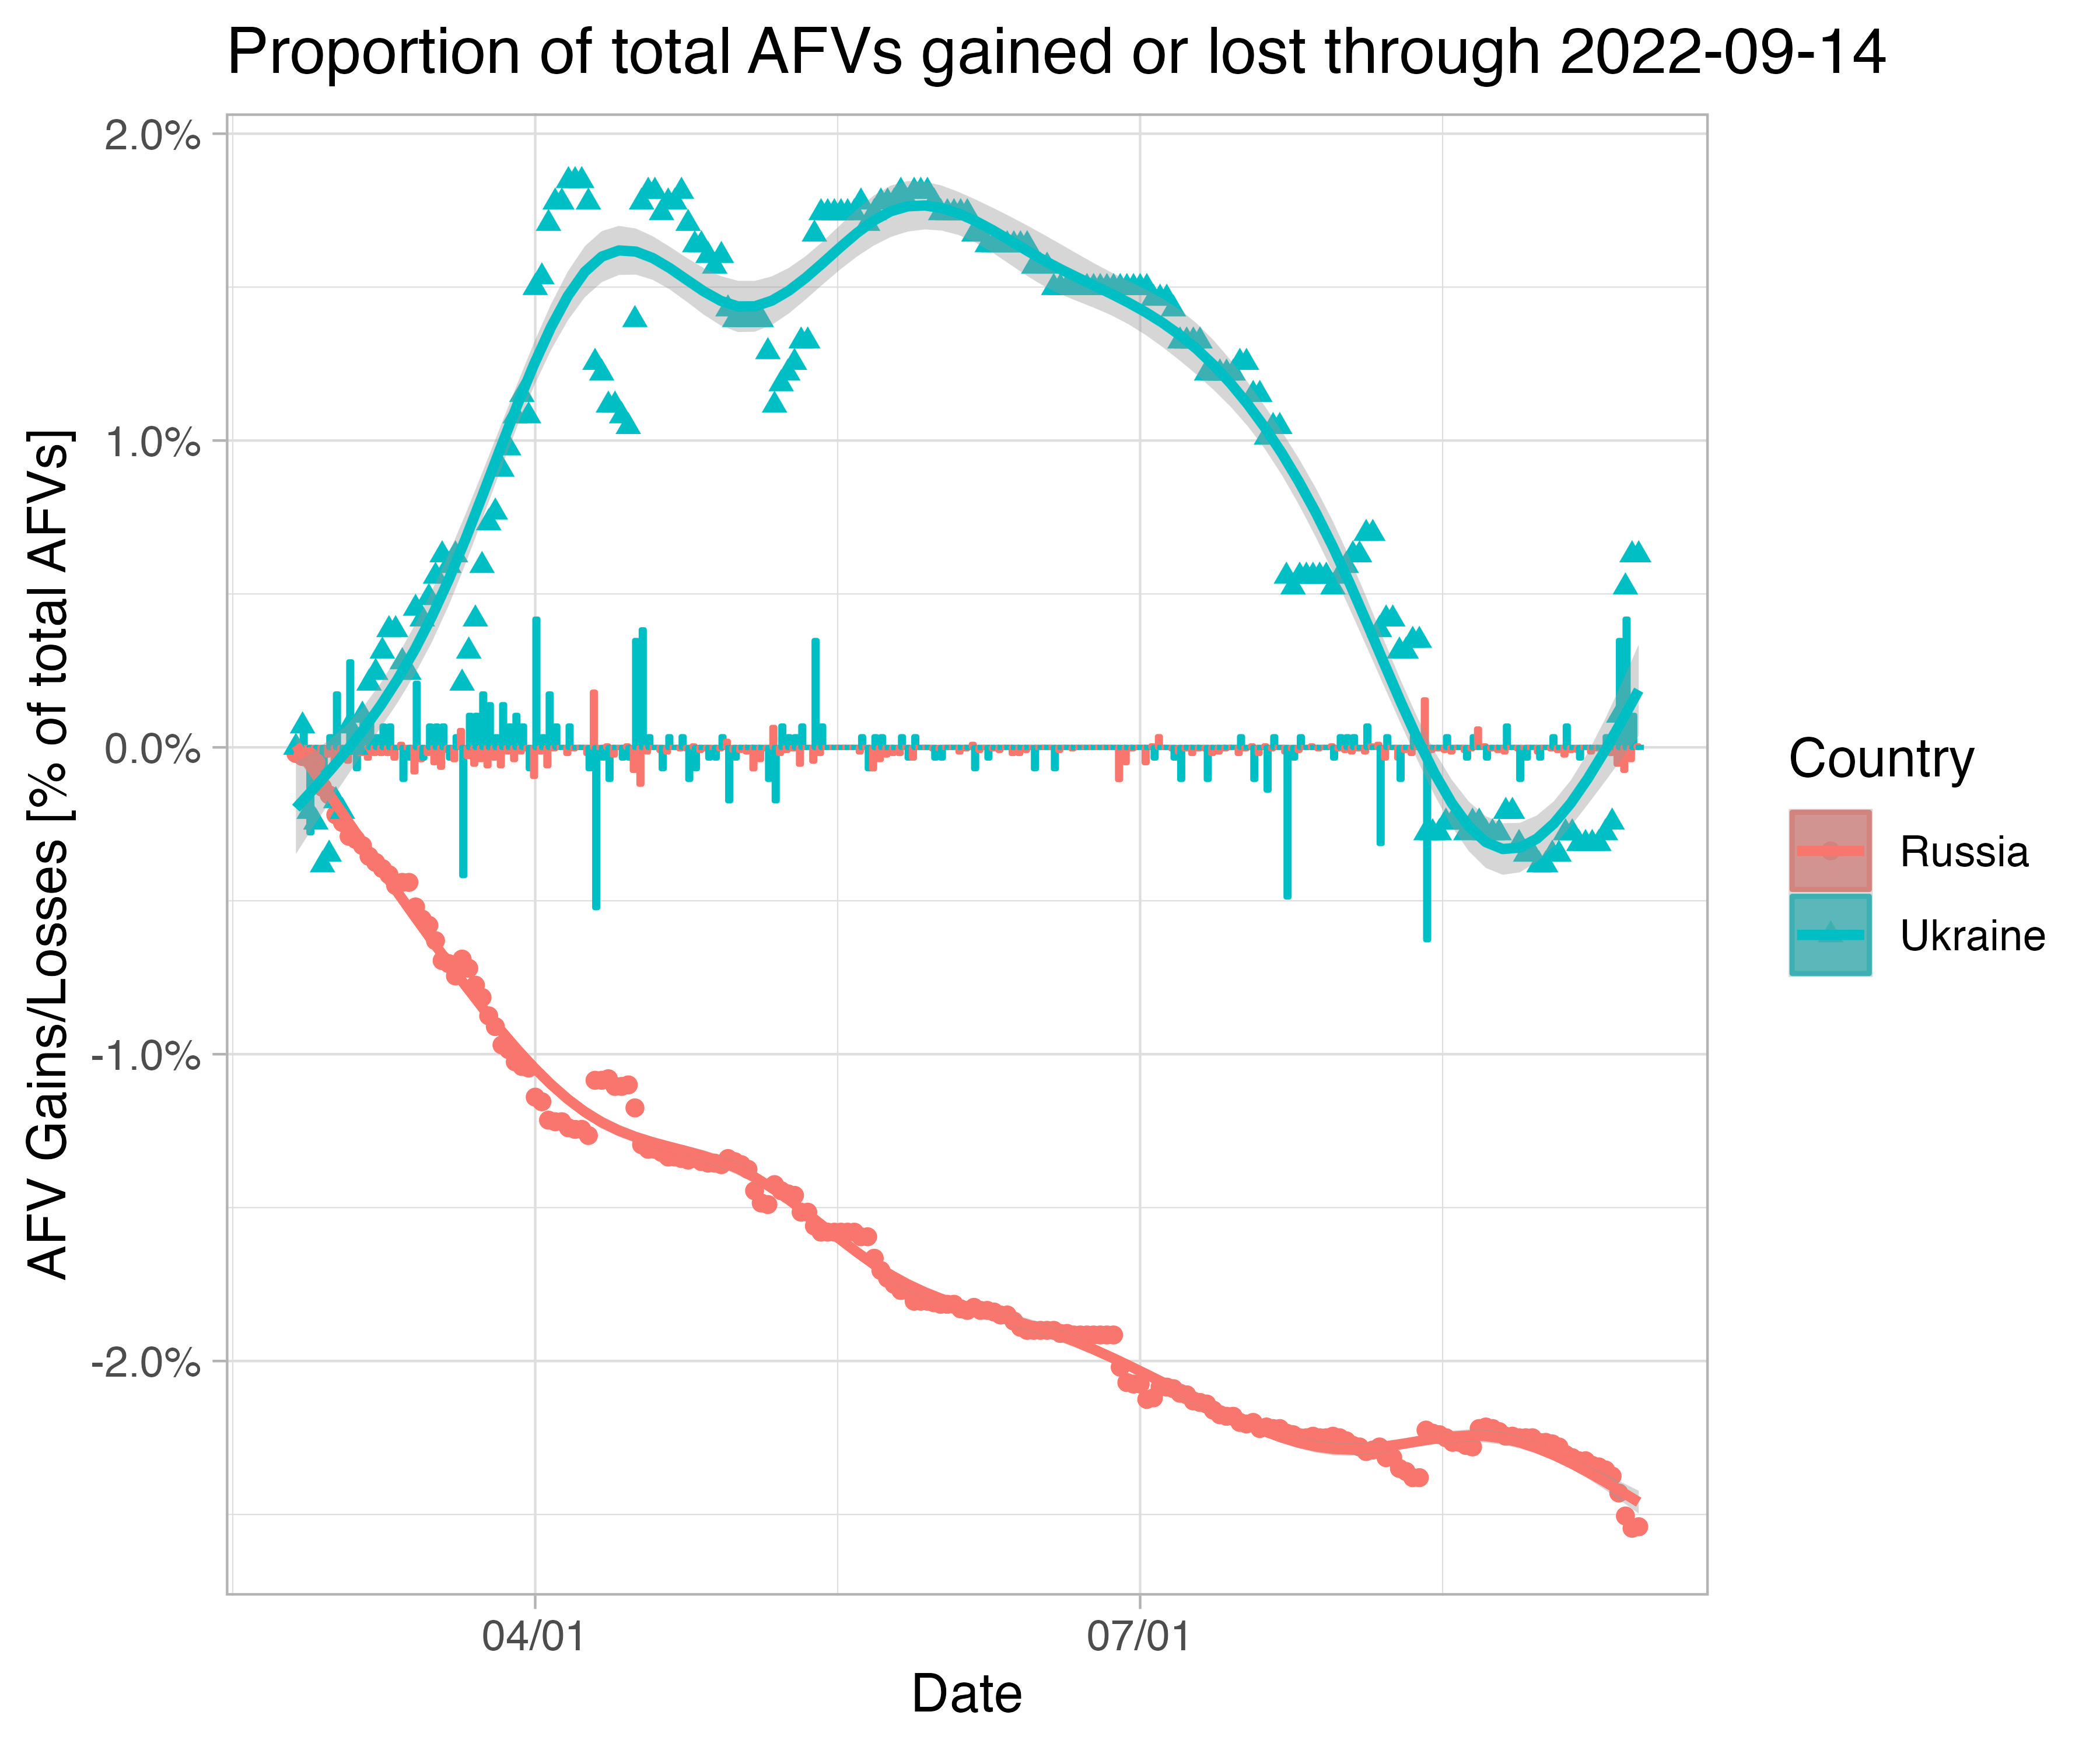 Proportion of total AFVs gained or lost through 2022-09-14
AFV Gains/Losses [% of total AFVs]
2.0%
1.0%
0.0%
-1.0%
-2.0%
04/01
07/01
Date
Country
Russia
Ukraine